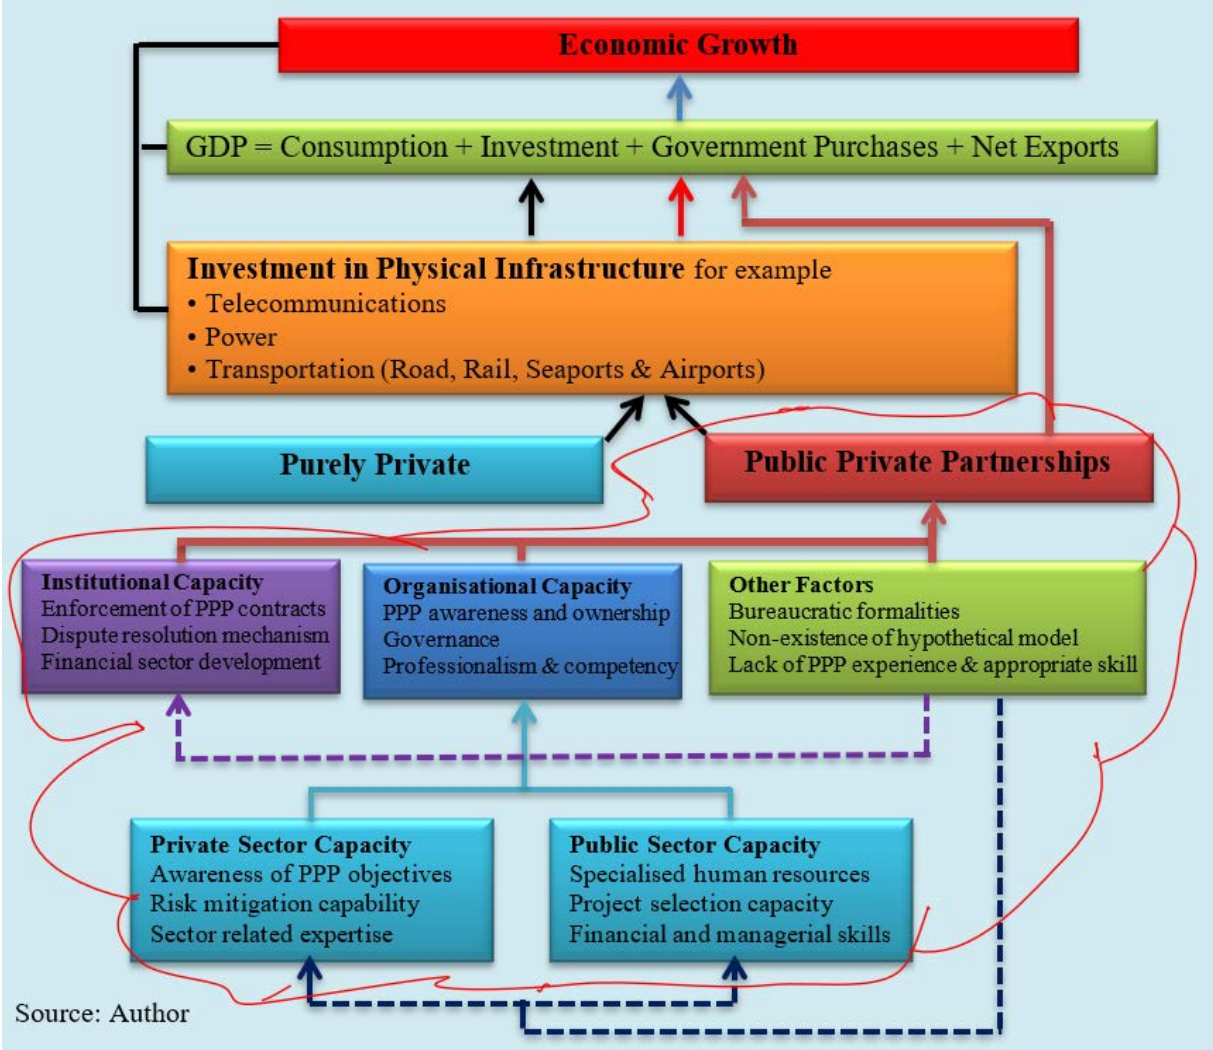 Economic Growth
GDP = Consumption + Investment + Government Purchases + Net Exports
Investment in Physical Infrastructure for example
• Telecommunications
• Power
• Transportation (Road, Rail, Seaports & Airports)
Purely Private
Public Private Partnerships
Institutional Capacity
Enforcement of PPP contracts
Dispute resolution mechanism
Financial sector development
Organisational Capacity
PPP awareness and ownership
Governance
Professionalism & competency
Other Factors
Bureaucratic formalities
Non-existence of hypothetical model
Lack of PPP experience & appropriate skill
Private Sector Capacity
Awareness of PPP objectives
Risk mitigation capability
Sector related expertise
Public Sector Capacity
Specialised human resources
Project selection capacity
Financial and managerial skills
Source: Author